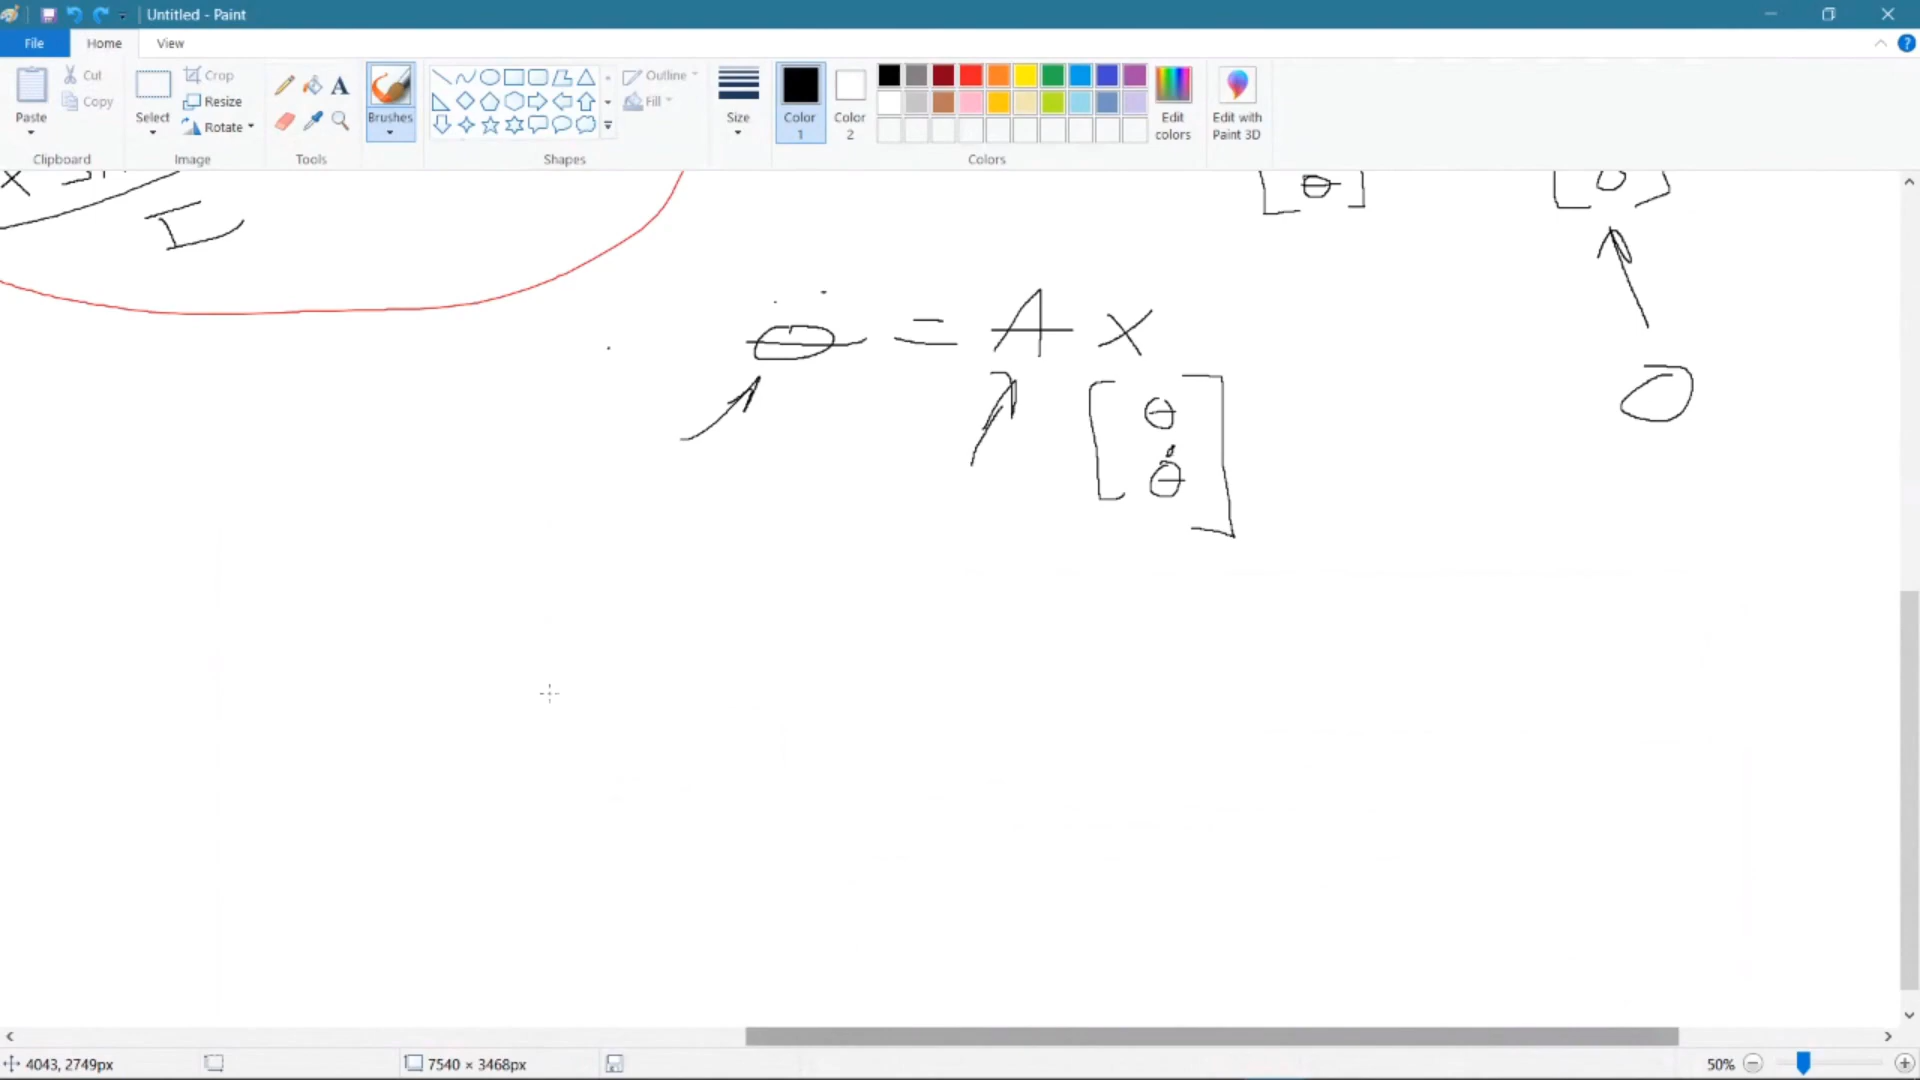 Untitled - Paint
File Home View
Paste
Cut
Copy
Clipboard
Select
Crop
Resize
Rotate
Image
A
Tools
Brushes
Outline
Fill
Shapes
Size
Color 1
Color 2
Edit colors
Edit with Paint 3D
Colors
I
[θ]
θ̈ = A x
[θ
θ̇]
0
4043, 2749px
7540 × 3468px
50%